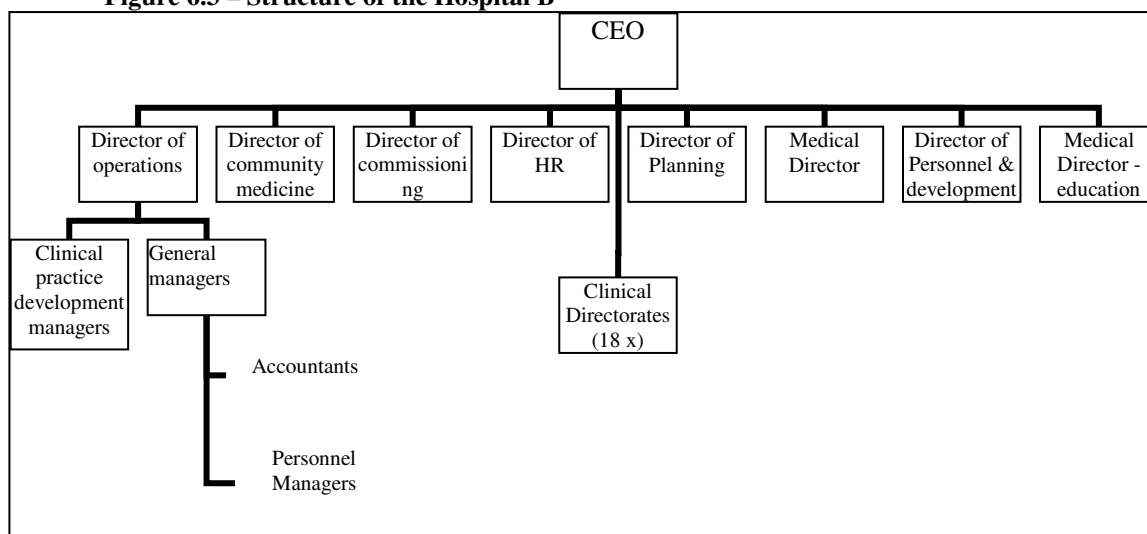 Figure 6.3 – Structure of the Hospital B
CEO
Director of
operations
Director of
community
medicine
Director of
commissioni
ng
Director of
HR
Director of
Planning
Medical
Director
Director of
Personnel &
development
Medical
Director -
education
Clinical
practice
development
managers
General
managers
Clinical
Directorates
(18 x)
Accountants
Personnel
Managers